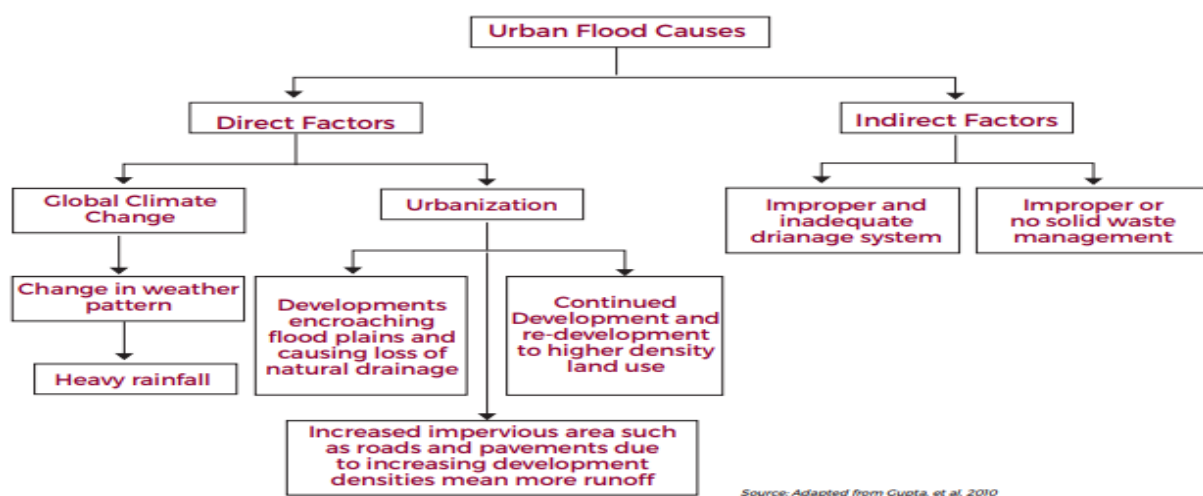 Urban Flood Causes
Direct Factors
Indirect Factors
Global Climate
Change
Urbanization
Improper and
inadequate
drianage system
Improper or
no solid waste
management
Change in weather
pattern
Developments
encroaching
flood plains and
causing loss of
natural drainage
Continued
Development and
re-development
to higher density
land use
Heavy rainfall
Increased impervious area such
as roads and pavements due
to increasing development
densities mean more runoff
Source: Adapted from Gupta, et al, 2010